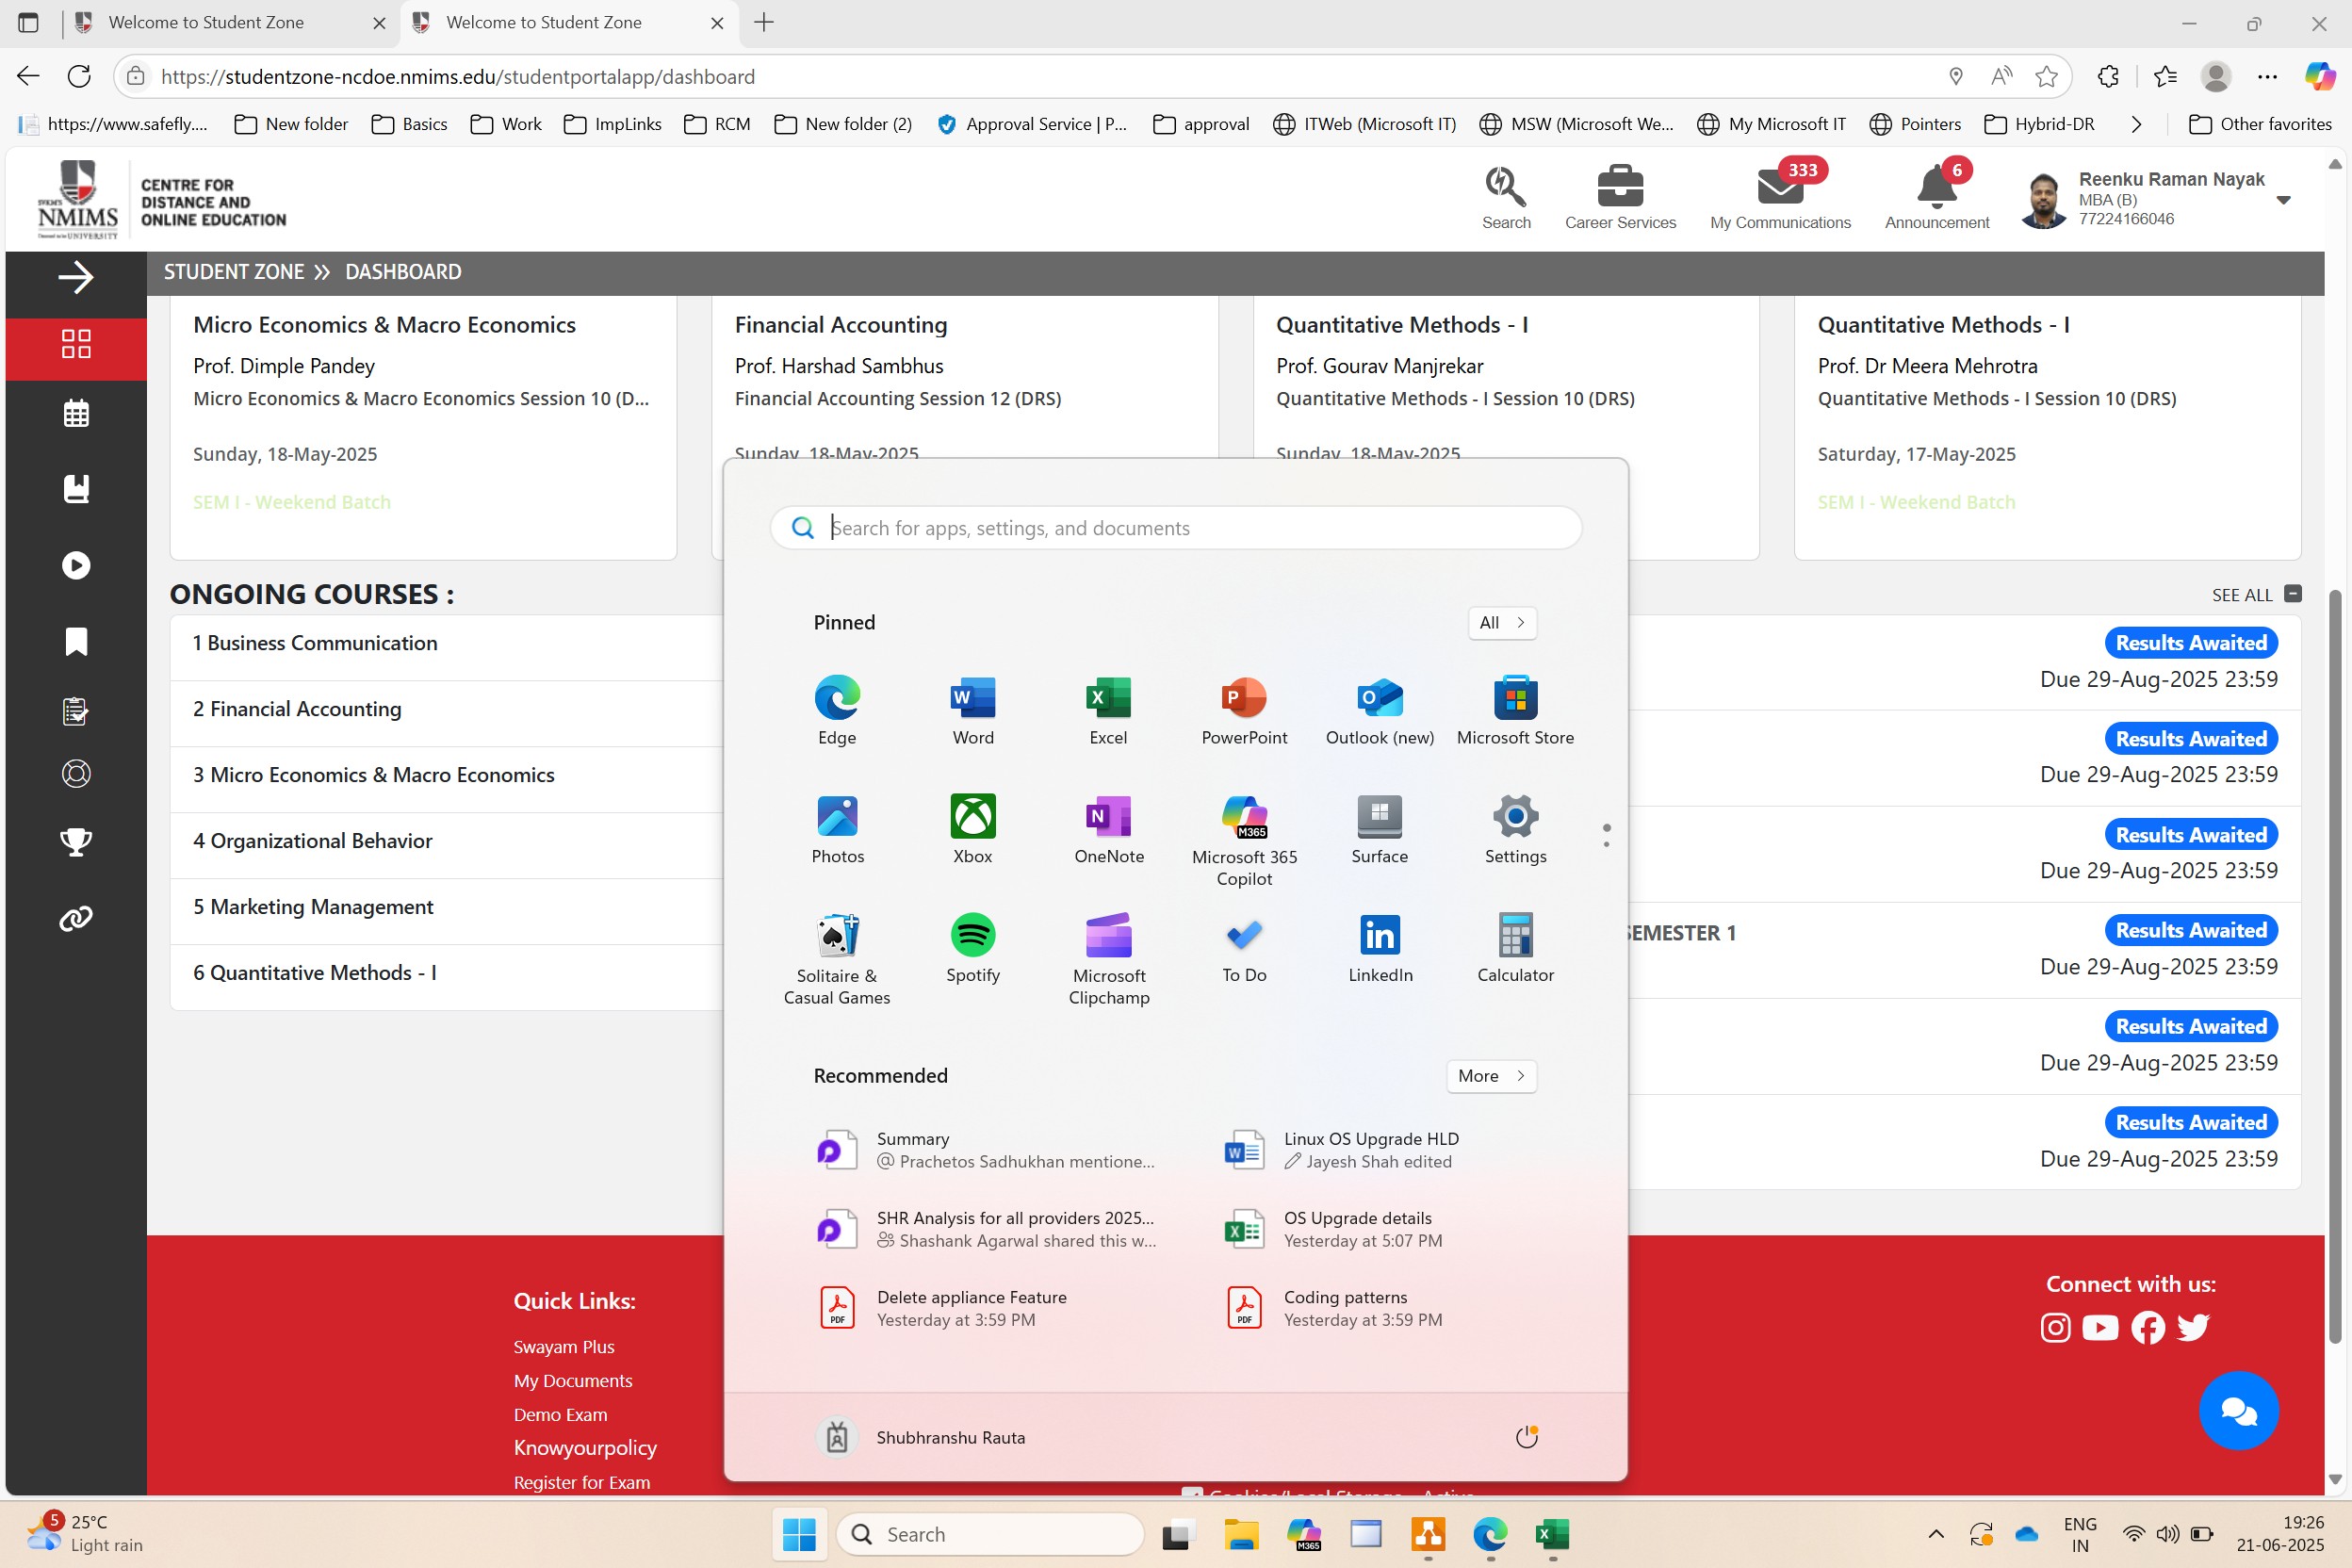 Welcome to Student Zone
Welcome to Student Zone
https://studentzone-ncdoe.nmims.edu/studentportalapp/dashboard
https://www.safefly....
New folder
Basics
Work
ImpLinks
RCM
New folder (2)
Approval Service | P...
approval
ITWeb (Microsoft IT)
MSW (Microsoft We...
My Microsoft IT
Pointers
Hybrid-DR
Other favorites
SVKM'S
NMIMS
CENTRE FOR
DISTANCE AND
ONLINE EDUCATION
Search
Career Services
333
My Communications
6
Announcement
Reenku Raman Nayak
MBA (B)
77224166046
STUDENT ZONE » DASHBOARD
Micro Economics & Macro Economics
Prof. Dimple Pandey
Micro Economics & Macro Economics Session 10 (D...
Sunday, 18-May-2025
SEM I - Weekend Batch
Financial Accounting
Prof. Harshad Sambhus
Financial Accounting Session 12 (DRS)
Sunday, 18-May-2025
Quantitative Methods - I
Prof. Gourav Manjrekar
Quantitative Methods - I Session 10 (DRS)
Sunday, 18-May-2025
Quantitative Methods - I
Prof. Dr Meera Mehrotra
Quantitative Methods - I Session 10 (DRS)
Saturday, 17-May-2025
SEM I - Weekend Batch
ONGOING COURSES :
1 Business Communication
2 Financial Accounting
3 Micro Economics & Macro Economics
4 Organizational Behavior
5 Marketing Management
6 Quantitative Methods - I
SEE ALL
Results Awaited
Due 29-Aug-2025 23:59
Results Awaited
Due 29-Aug-2025 23:59
Results Awaited
Due 29-Aug-2025 23:59
SEMESTER 1
Results Awaited
Due 29-Aug-2025 23:59
Results Awaited
Due 29-Aug-2025 23:59
Results Awaited
Due 29-Aug-2025 23:59
Search for apps, settings, and documents
Pinned
All
Edge
Word
Excel
PowerPoint
Outlook (new)
Microsoft Store
Photos
Xbox
OneNote
M365
Microsoft 365
Copilot
Surface
Settings
Solitaire &
Casual Games
Spotify
Microsoft
Clipchamp
To Do
LinkedIn
Calculator
Recommended
More
Summary
@ Prachetos Sadhukhan mentione...
Linux OS Upgrade HLD
Jayesh Shah edited
SHR Analysis for all providers 2025...
Shashank Agarwal shared this w...
OS Upgrade details
Yesterday at 5:07 PM
PDF
Delete appliance Feature
Yesterday at 3:59 PM
PDF
Coding patterns
Yesterday at 3:59 PM
Shubhranshu Rauta
Quick Links:
Swayam Plus
My Documents
Demo Exam
Knowyourpolicy
Register for Exam
Connect with us:
5
25°C
Light rain
Search
M365
ENG
IN
19:26
21-06-2025